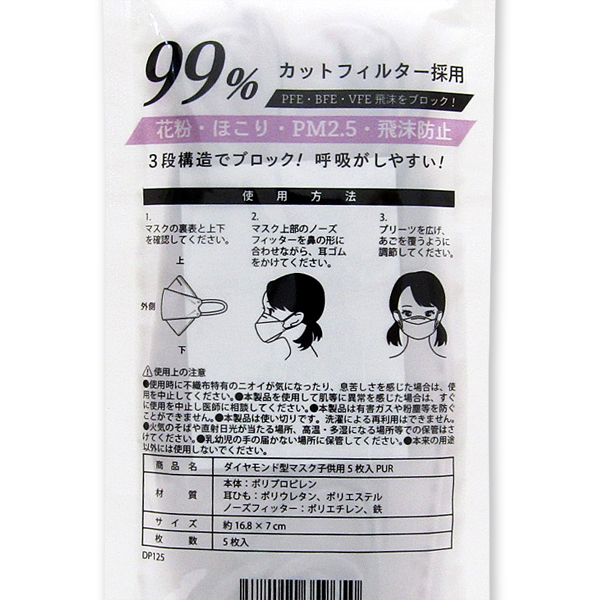 99% カットフィルター採用
PFE・BFE・VFE 飛沫をブロック!
花粉・ほこり・PM2.5・飛沫防止
3段構造でブロック! 呼吸がしやすい!
使用方法
1.
マスクの裏表と上下
を確認してください。
上
外側
下
2.
マスク上部のノーズ
フィッターを鼻の形に
合わせながら、耳ゴム
をかけてください。
3.
プリーツを広げ、
あごを覆うように
調節してください。
⚠使用上の注意
●使用時に不織布特有のニオイが気になったり、息苦しさを感じた場合は、使
用を中止してください。●本製品を使用して肌等に異常を感じた場合は、すぐ
に使用を中止し医師に相談してください。●本製品は有害ガスや粉塵等を防ぐ
ことができません。●本製品は使い切りです。洗濯による再利用はできません。
●火気のそばや直射日光が当たる場所、高温・多湿になる場所等での保管はさ
けてください。●乳幼児の手の届かない場所に保管してください。●本来の用途
以外には使用しないでください。
商品名 ダイヤモンド型マスク子供用5枚入PUR
材質 本体:ポリプロピレン
耳ひも:ポリウレタン、ポリエステル
ノーズフィッター:ポリエチレン、鉄
サイズ 約16.8×7cm
枚数 5枚入
DP125